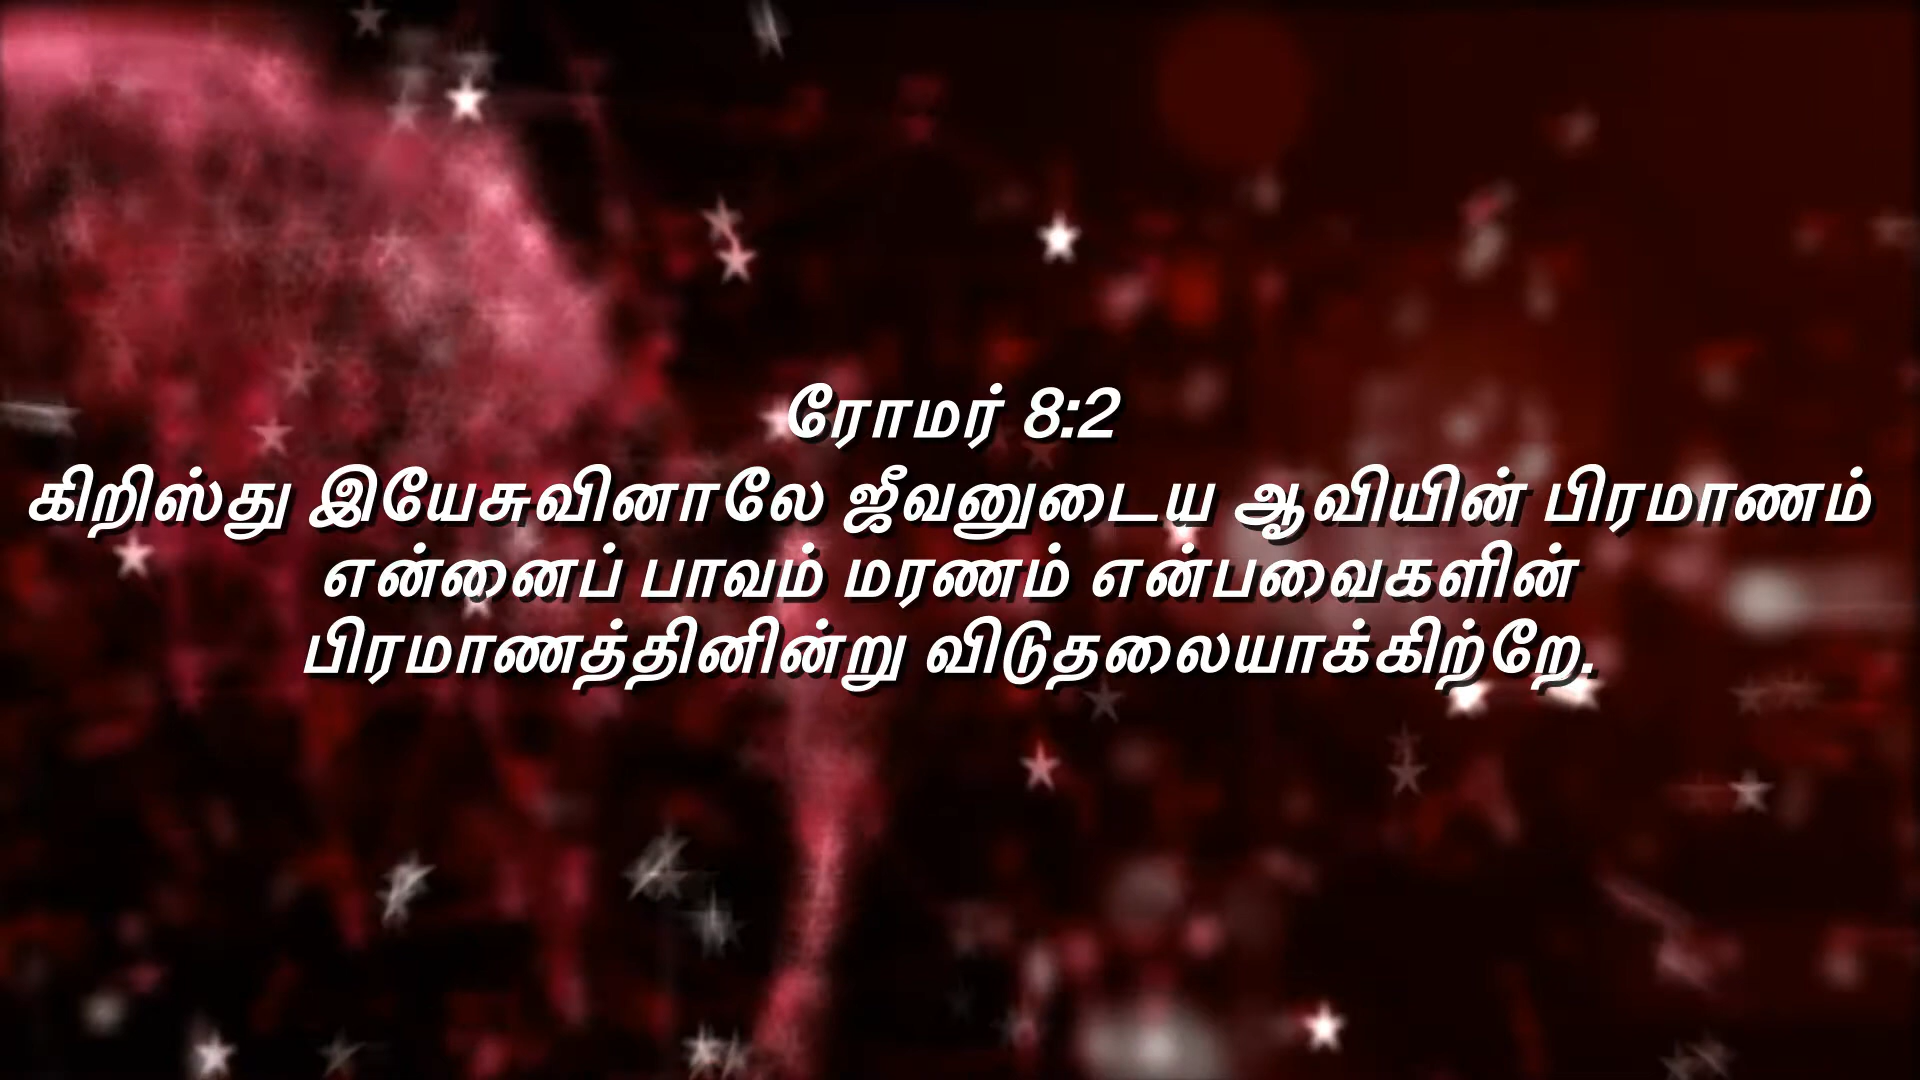 ரோமர் 8:2
கிறிஸ்து இயேசுவினாலே ஜீவனுடைய ஆவியின் பிரமாணம்
என்னைப் பாவம் மரணம் என்பவைகளின்
பிரமாணத்தினின்று விடுதலையாக்கிற்றே.